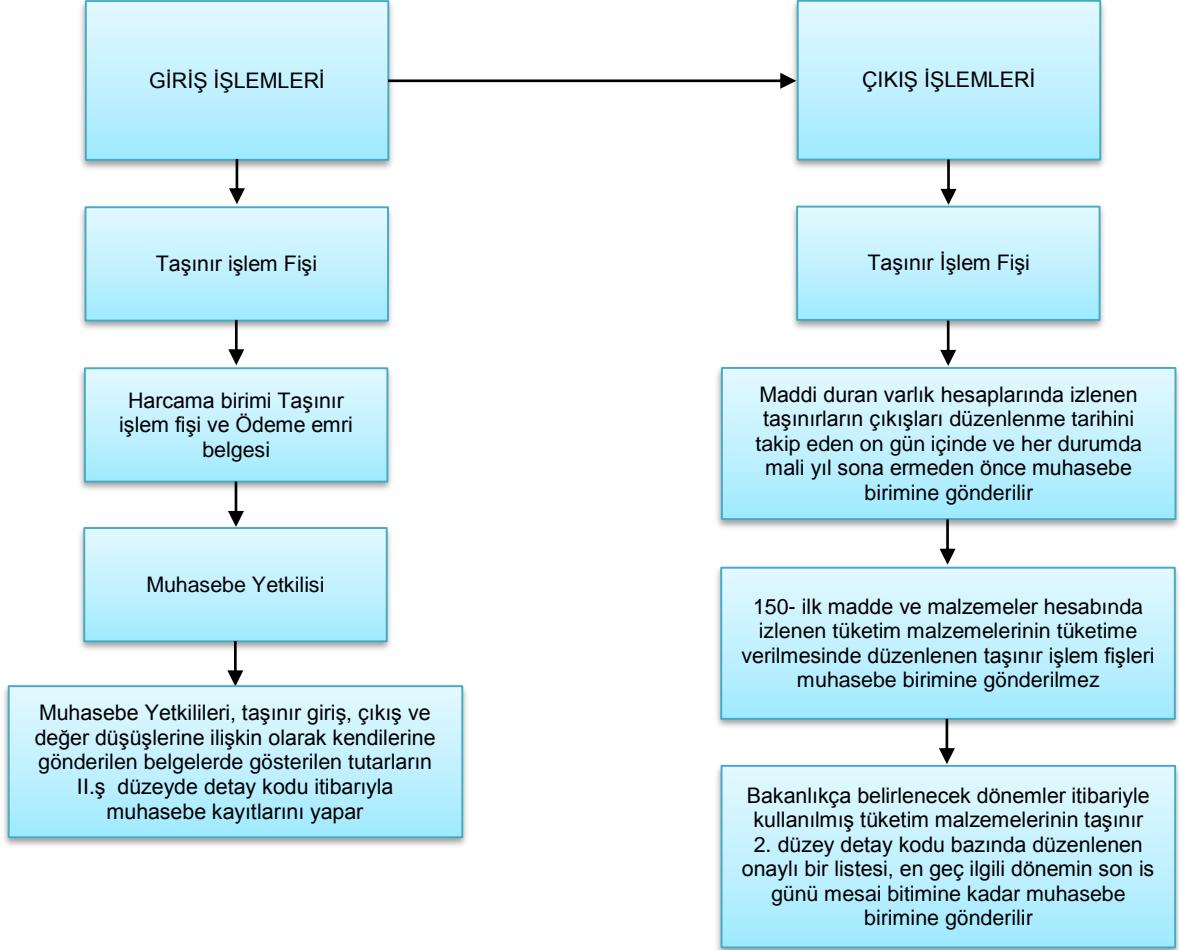 GİRİŞ İŞLEMLERİ
Taşınır işlem Fişi
Harcama birimi Taşınır
işlem fişi ve Ödeme emri
belgesi
Muhasebe Yetkilisi
Muhasebe Yetkilileri, taşınır giriş, çıkış ve
değer düşüşlerine ilişkin olarak kendilerine
gönderilen belgelerde gösterilen tutarların
II.ş düzeyde detay kodu itibarıyla
muhasebe kayıtlarını yapar
ÇIKIŞ İŞLEMLERİ
Taşınır İşlem Fişi
Maddi duran varlık hesaplarında izlenen
taşınırların çıkışları düzenlenme tarihini
takip eden on gün içinde ve her durumda
mali yıl sona ermeden önce muhasebe
birimine gönderilir
150- ilk madde ve malzemeler hesabında
izlenen tüketim malzemelerinin tüketime
verilmesinde düzenlenen taşınır işlem fişleri
muhasebe birimine gönderilmez
Bakanlıkça belirlenecek dönemler itibariyle
kullanılmış tüketim malzemelerinin taşınır
2. düzey detay kodu bazında düzenlenen
onaylı bir listesi, en geç ilgili dönemin son is
günü mesai bitimine kadar muhasebe
birimine gönderilir